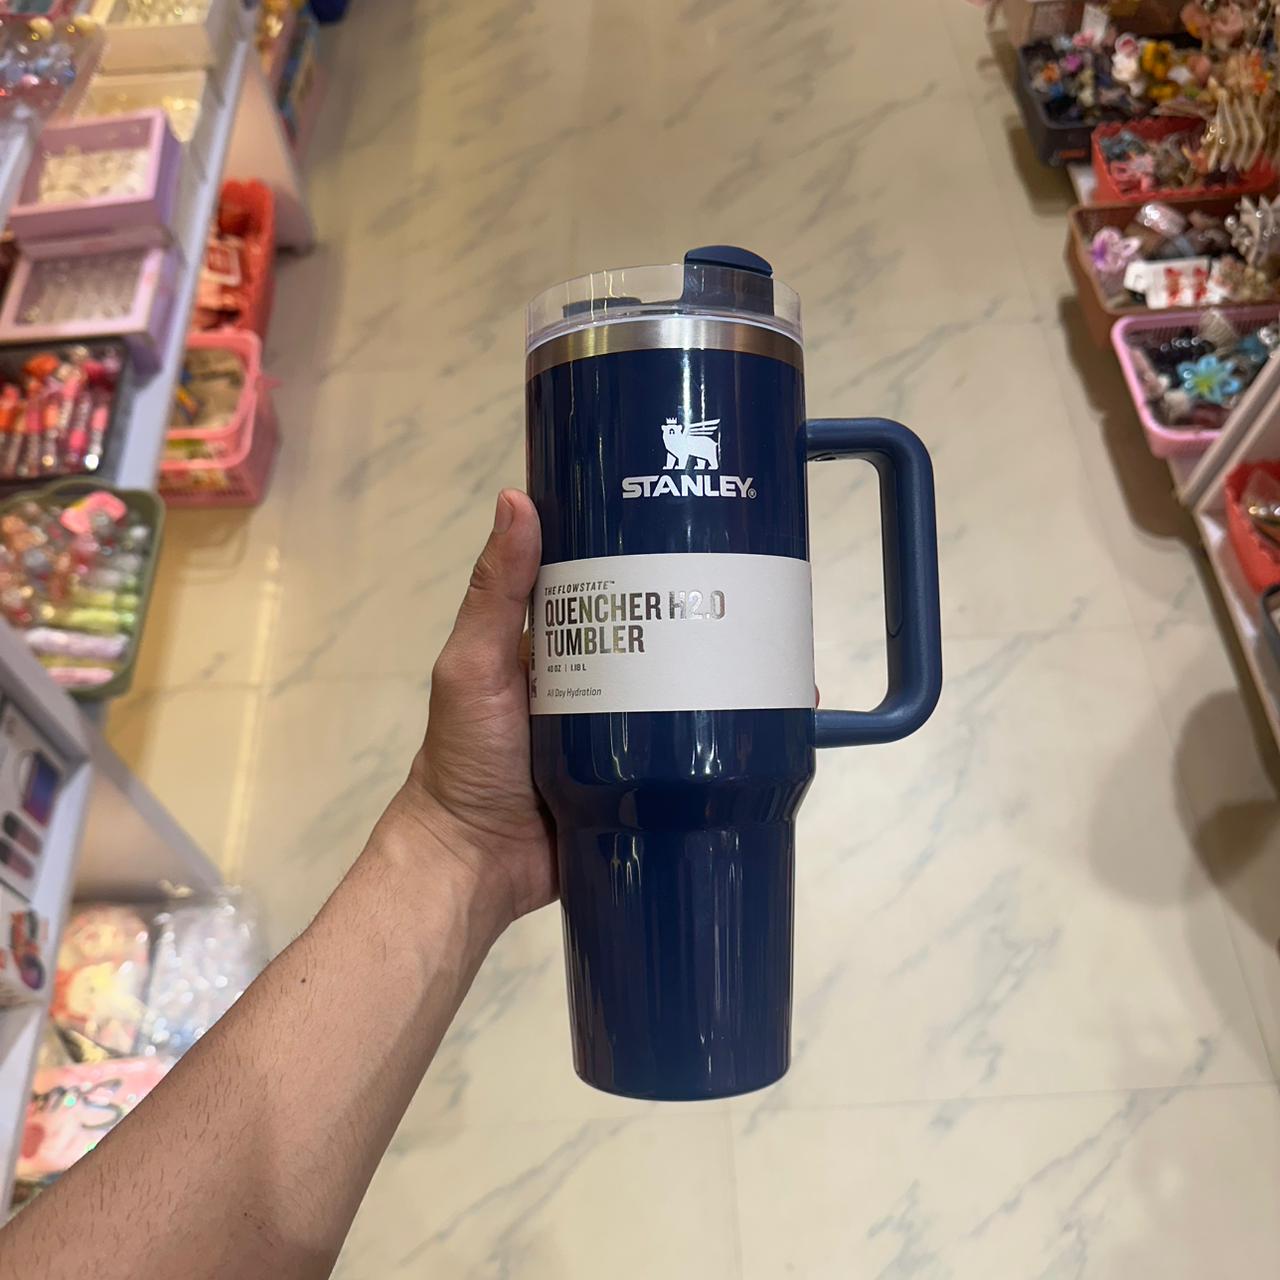 STANLEY®
THE FLOWSTATE™
QUENCHER H2.0
TUMBLER
40 OZ | 1.18 L
All Day Hydration